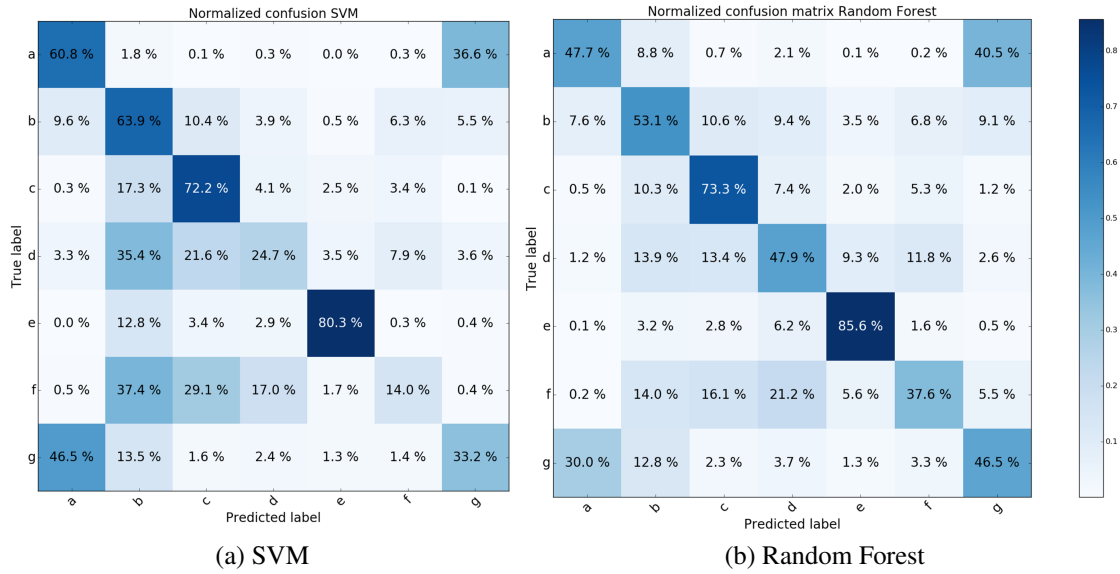 Normalized confusion SVM
a 60.8 % 1.8 % 0.1 % 0.3 % 0.0 % 0.3 % 36.6 %
b 9.6 % 63.9 % 10.4 % 3.9 % 0.5 % 6.3 % 5.5 %
c 0.3 % 17.3 % 72.2 % 4.1 % 2.5 % 3.4 % 0.1 %
d 3.3 % 35.4 % 21.6 % 24.7 % 3.5 % 7.9 % 3.6 %
e 0.0 % 12.8 % 3.4 % 2.9 % 80.3 % 0.3 % 0.4 %
f 0.5 % 37.4 % 29.1 % 17.0 % 1.7 % 14.0 % 0.4 %
g 46.5 % 13.5 % 1.6 % 2.4 % 1.3 % 1.4 % 33.2 %
a b c d e f g
True label
Predicted label
(a) SVM
Normalized confusion matrix Random Forest
a 47.7 % 8.8 % 0.7 % 2.1 % 0.1 % 0.2 % 40.5 %
b 7.6 % 53.1 % 10.6 % 9.4 % 3.5 % 6.8 % 9.1 %
c 0.5 % 10.3 % 73.3 % 7.4 % 2.0 % 5.3 % 1.2 %
d 1.2 % 13.9 % 13.4 % 47.9 % 9.3 % 11.8 % 2.6 %
e 0.1 % 3.2 % 2.8 % 6.2 % 85.6 % 1.6 % 0.5 %
f 0.2 % 14.0 % 16.1 % 21.2 % 5.6 % 37.6 % 5.5 %
g 30.0 % 12.8 % 2.3 % 3.7 % 1.3 % 3.3 % 46.5 %
a b c d e f g
True label
Predicted label
(b) Random Forest
0.8
0.7
0.6
0.5
0.4
0.3
0.2
0.1